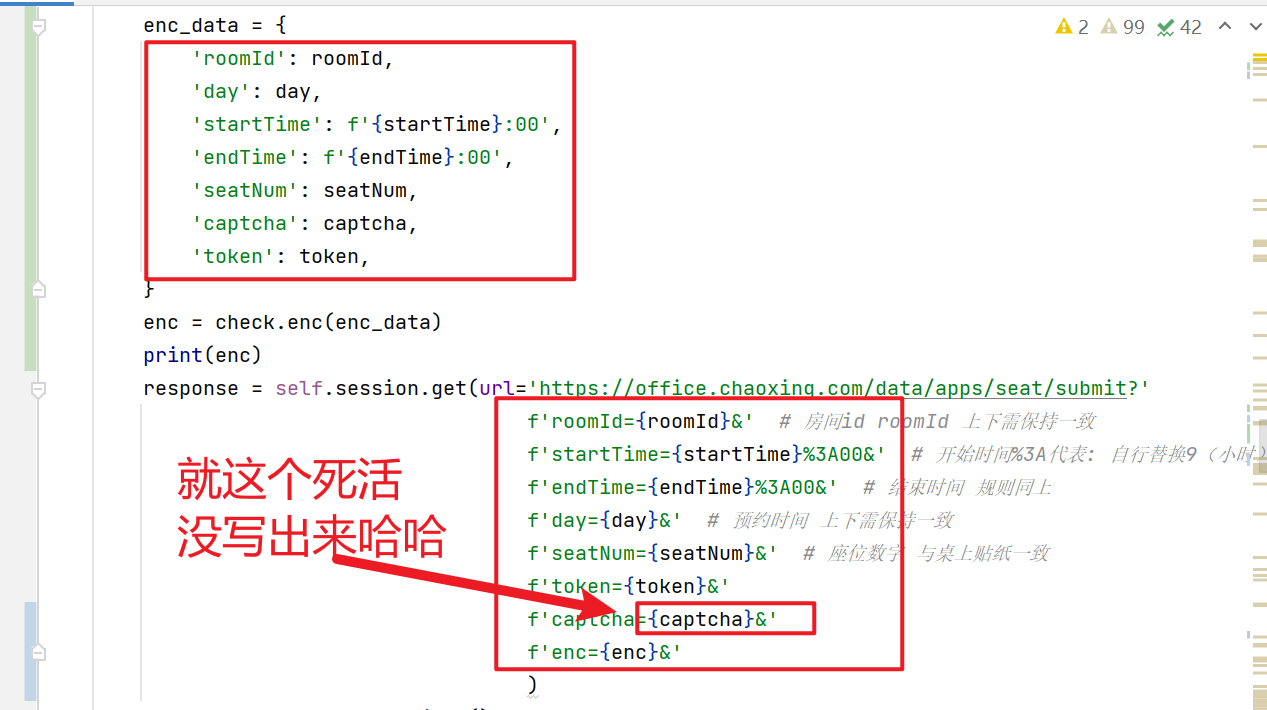 enc_data = {
2 99 42
'roomId': roomId,
'day': day,
'startTime': f'{startTime}:00',
'endTime': f'{endTime}:00',
'seatNum': seatNum,
'captcha': captcha,
'token': token,
}
enc = check.enc(enc_data)
print(enc)
response = self.session.get(url='https://office.chaoxing.com/data/apps/seat/submit?'
f'roomId={roomId}&' # 房间id roomId 上下需保持一致
f'startTime={startTime}%3A00&' # 开始时间%3A代表: 自行替换9（小时）
f'endTime={endTime}%3A00&' # 结束时间 规则同上
f'day={day}&' # 预约时间 上下需保持一致
f'seatNum={seatNum}&' # 座位数字 与桌上贴纸一致
f'token={token}&'
f'captcha={captcha}&'
f'enc={enc}&'
)
就这个死活
没写出来哈哈